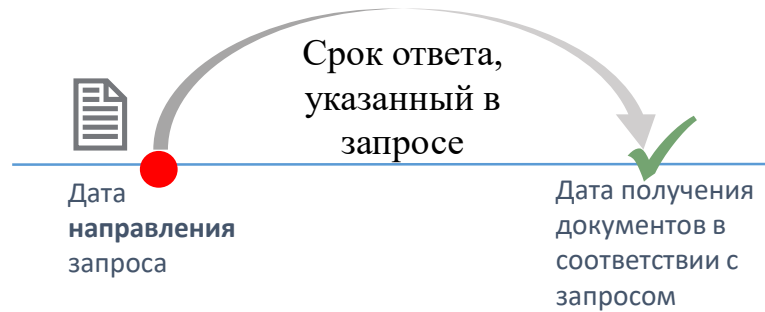 Срок ответа,
указанный в
запросе
Дата
направления
запроса
Дата получения
документов в
соответствии с
запросом